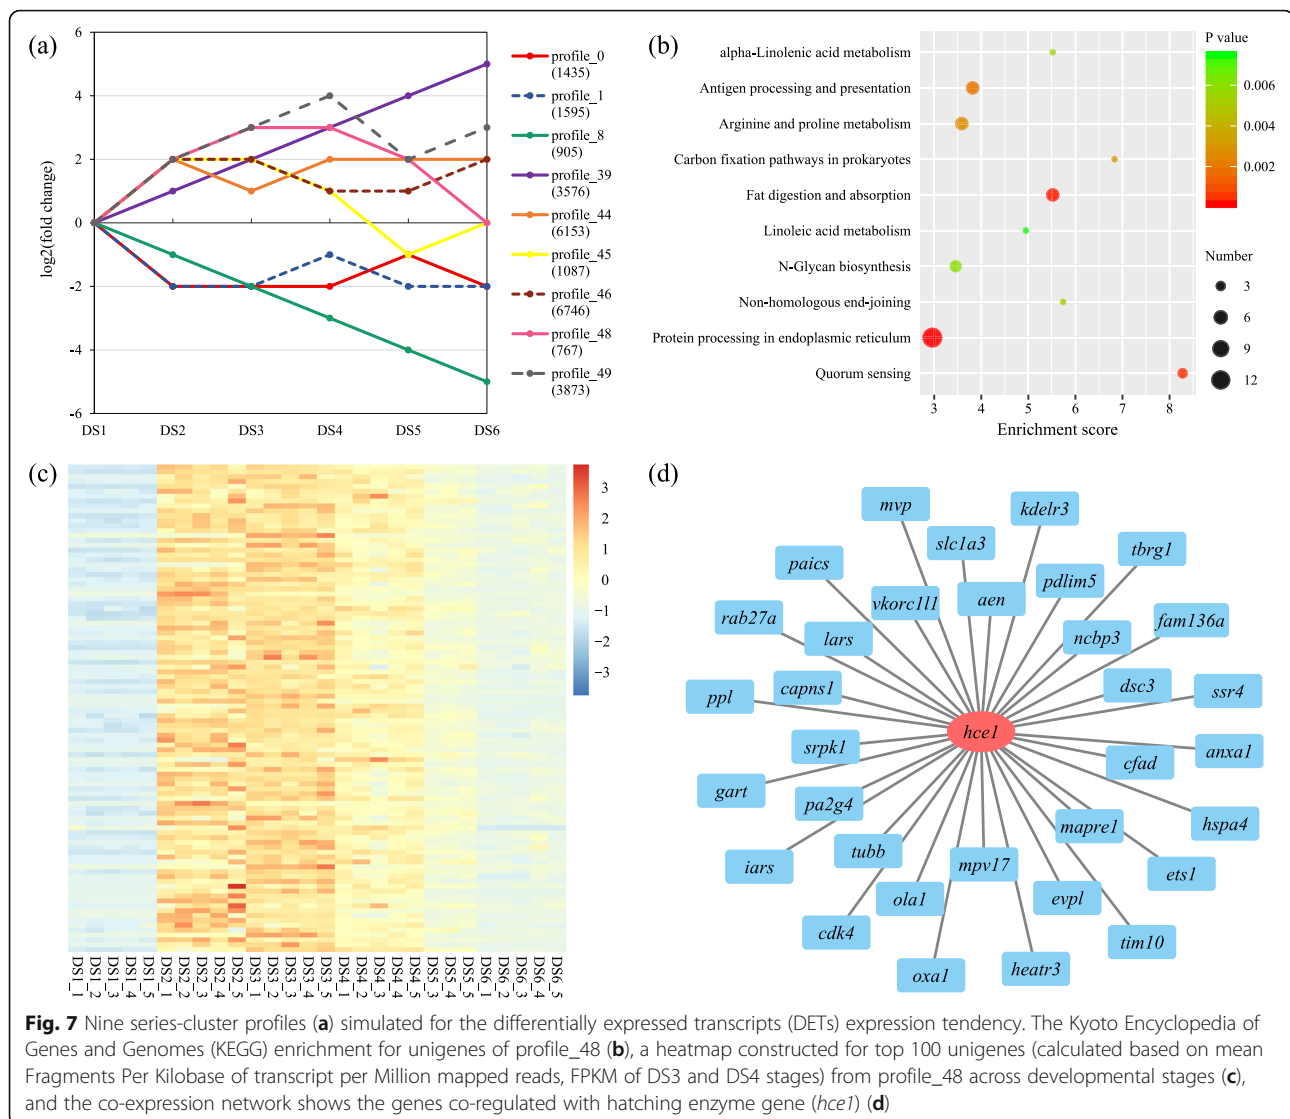 (a)
6
4
2
0
-2
-4
-6
log2(fold change)
DS1 DS2 DS3 DS4 DS5 DS6
profile_0
(1435)
profile_1
(1595)
profile_8
(905)
profile_39
(3576)
profile_44
(6153)
profile_45
(1087)
profile_46
(6746)
profile_48
(767)
profile_49
(3873)
(b)
alpha-Linolenic acid metabolism
Antigen processing and presentation
Arginine and proline metabolism
Carbon fixation pathways in prokaryotes
Fat digestion and absorption
Linoleic acid metabolism
N-Glycan biosynthesis
Non-homologous end-joining
Protein processing in endoplasmic reticulum
Quorum sensing
3 4 5 6 7 8
Enrichment score
P value
0.006
0.004
0.002
Number
3
6
9
12
(c)
3
2
1
0
−1
−2
−3
DS1_1
DS1_2
DS1_3
DS1_4
DS1_5
DS2_1
DS2_2
DS2_3
DS2_4
DS2_5
DS3_1
DS3_2
DS3_3
DS3_4
DS3_5
DS4_1
DS4_2
DS4_3
DS4_4
DS4_5
DS5_3
DS5_4
DS5_5
DS6_1
DS6_2
DS6_3
DS6_4
DS6_5
(d)
mvp
kdelr3
slc1a3
tbrg1
paics
pdlim5
vkorc1l1
aen
rab27a
lars
ncbp3
fam136a
ppl
capns1
dsc3
ssr4
hce1
srpk1
cfad
anxa1
gart
pa2g4
mapre1
hspa4
iars
tubb
mpv17
ets1
ola1
evpl
cdk4
tim10
oxa1
heatr3
Fig. 7 Nine series-cluster profiles (a) simulated for the differentially expressed transcripts (DETs) expression tendency. The Kyoto Encyclopedia of
Genes and Genomes (KEGG) enrichment for unigenes of profile_48 (b), a heatmap constructed for top 100 unigenes (calculated based on mean
Fragments Per Kilobase of transcript per Million mapped reads, FPKM of DS3 and DS4 stages) from profile_48 across developmental stages (c),
and the co-expression network shows the genes co-regulated with hatching enzyme gene (hce1) (d)